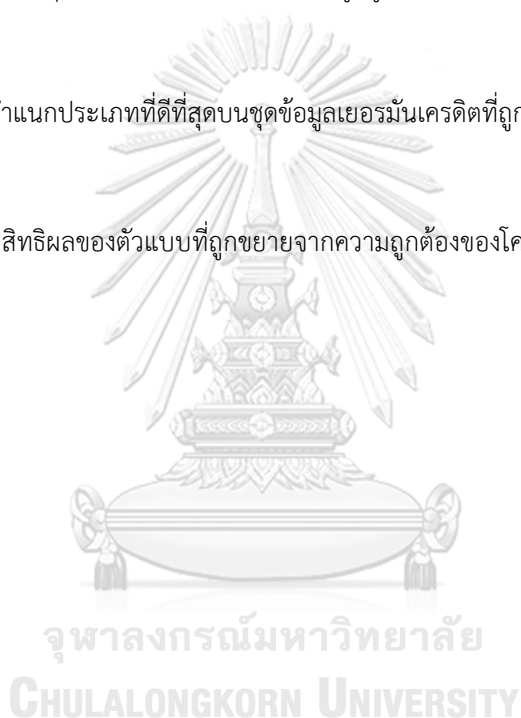 ำแนกประเภทที่ดีที่สุดบนชุดข้อมูลเยอรมันเครดิตที่ถูก
สิทธิผลของตัวแบบที่ถูกขยายจากความถูกต้องของโค
จุฬาลงกรณ์มหาวิทยาลัย
CHULALONGKORN UNIVERSITY